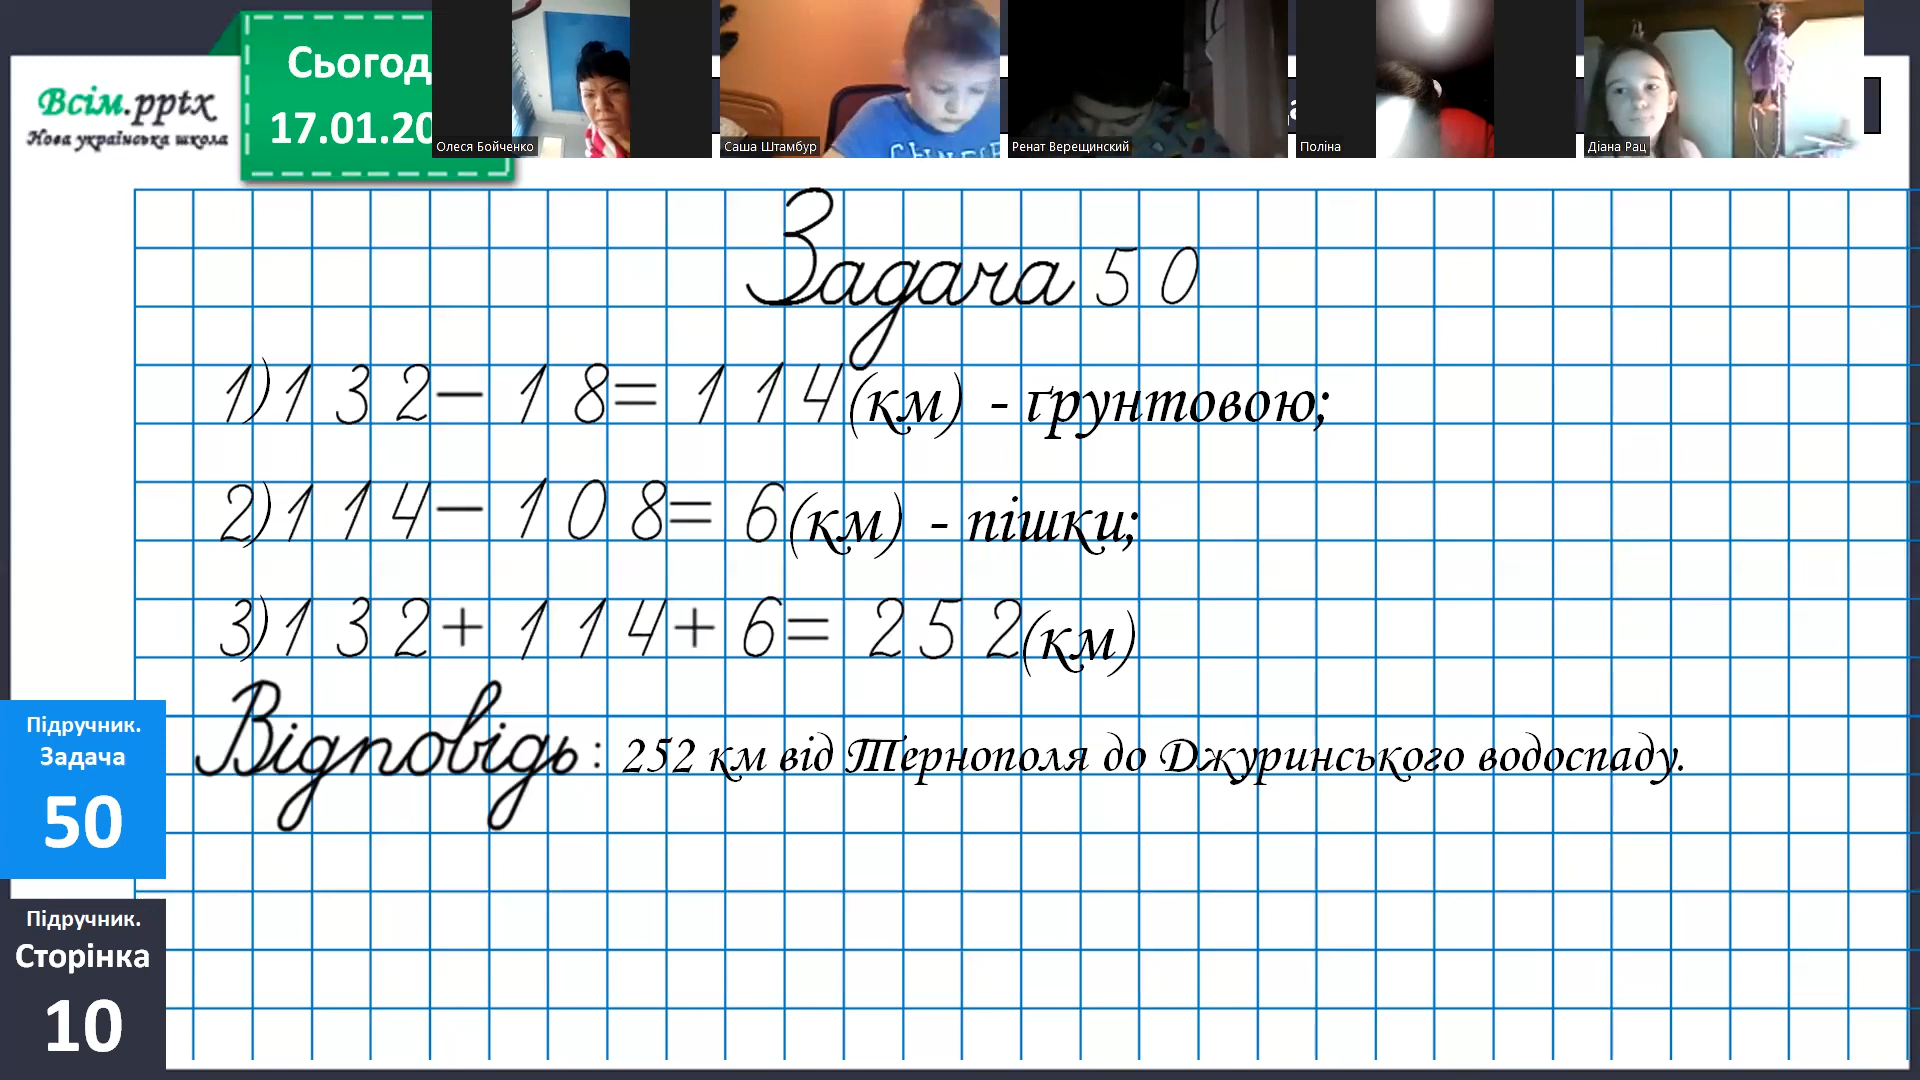 Сьогод
17.01.20
Всім.pptx
Нова українська школа
Олеся Бойченко
Саша Штамбур
Ренат Верещинский
Поліна
Діана Рац
Задача 50
1) 132 − 18 = 114 (км) - ґрунтовою;
2) 114 − 108 = 6 (км) - пішки;
3) 132 + 114 + 6 = 252 (км)
Відповідь: 252 км від Тернополя до Джуринського водоспаду.
Підручник.
Задача
50
Підручник.
Сторінка
10